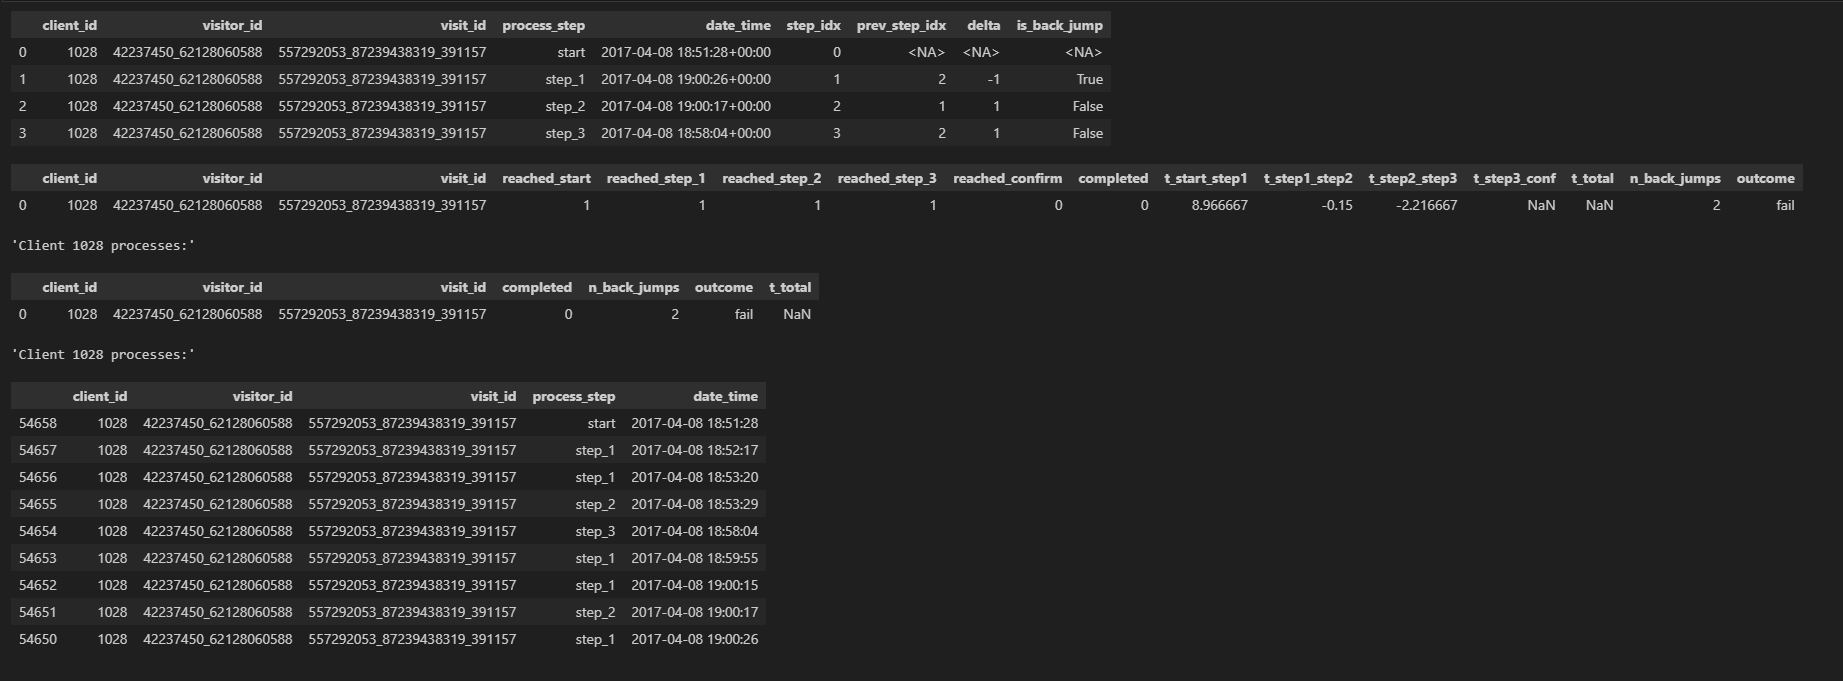 client_id visitor_id visit_id process_step date_time step_idx prev_step_idx delta is_back_jump
0 1028 42237450_62128060588 557292053_87239438319_391157 start 2017-04-08 18:51:28+00:00 0 <NA> <NA> <NA>
1 1028 42237450_62128060588 557292053_87239438319_391157 step_1 2017-04-08 19:00:26+00:00 1 2 -1 True
2 1028 42237450_62128060588 557292053_87239438319_391157 step_2 2017-04-08 19:00:17+00:00 2 1 1 False
3 1028 42237450_62128060588 557292053_87239438319_391157 step_3 2017-04-08 18:58:04+00:00 3 2 1 False
client_id visitor_id visit_id reached_start reached_step_1 reached_step_2 reached_step_3 reached_confirm completed t_start_step1 t_step1_step2 t_step2_step3 t_step3_conf t_total n_back_jumps outcome
0 1028 42237450_62128060588 557292053_87239438319_391157 1 1 1 1 0 0 8.966667 -0.15 -2.216667 NaN NaN 2 fail
'Client 1028 processes:'
client_id visitor_id visit_id completed n_back_jumps outcome t_total
0 1028 42237450_62128060588 557292053_87239438319_391157 0 2 fail NaN
'Client 1028 processes:'
client_id visitor_id visit_id process_step date_time
54658 1028 42237450_62128060588 557292053_87239438319_391157 start 2017-04-08 18:51:28
54657 1028 42237450_62128060588 557292053_87239438319_391157 step_1 2017-04-08 18:52:17
54656 1028 42237450_62128060588 557292053_87239438319_391157 step_1 2017-04-08 18:53:20
54655 1028 42237450_62128060588 557292053_87239438319_391157 step_2 2017-04-08 18:53:29
54654 1028 42237450_62128060588 557292053_87239438319_391157 step_3 2017-04-08 18:58:04
54653 1028 42237450_62128060588 557292053_87239438319_391157 step_1 2017-04-08 18:59:55
54652 1028 42237450_62128060588 557292053_87239438319_391157 step_1 2017-04-08 19:00:15
54651 1028 42237450_62128060588 557292053_87239438319_391157 step_2 2017-04-08 19:00:17
54650 1028 42237450_62128060588 557292053_87239438319_391157 step_1 2017-04-08 19:00:26